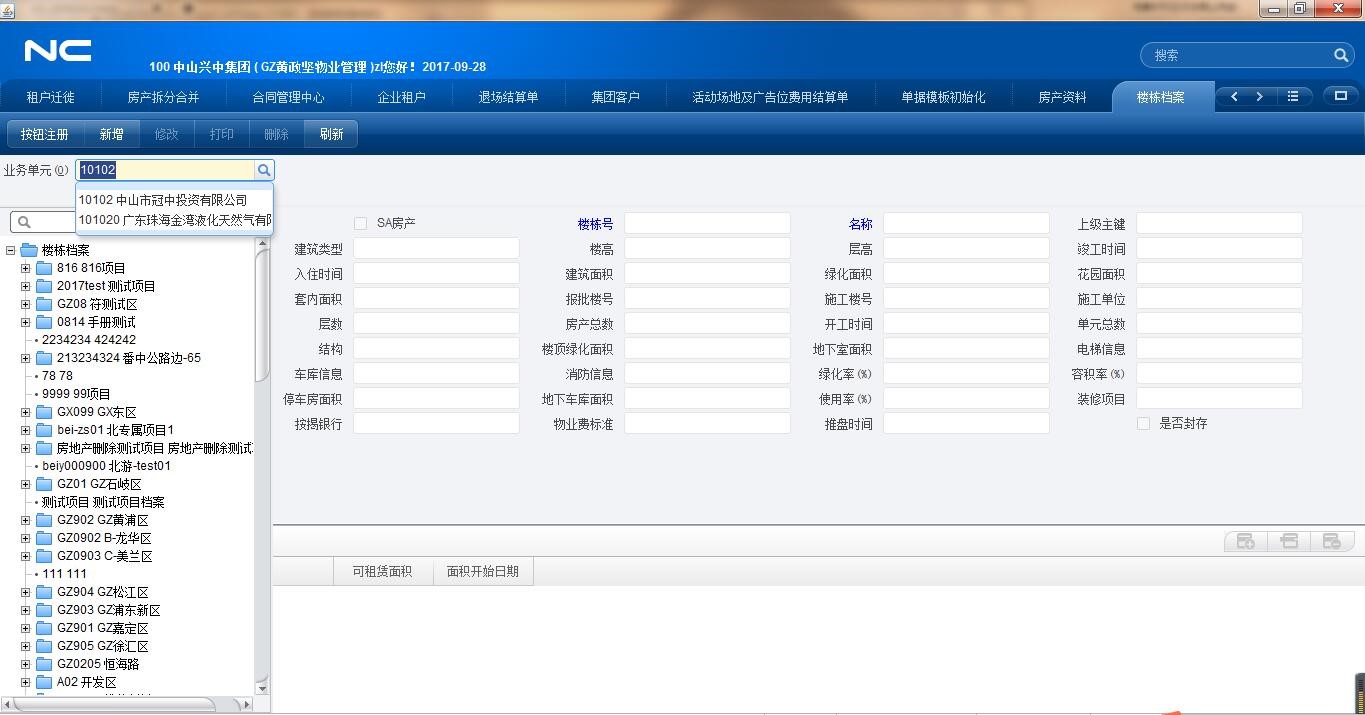 NC
100 中山兴中集团 ( GZ黄政坚物业管理 )zl您好! 2017-09-28
搜索
租户迁徙 房产拆分合并 合同管理中心 企业租户 退场结算单 集团客户 活动场地及广告位费用结算单 单据模板初始化 房产资料 楼栋档案
按钮注册 新增 修改 打印 删除 刷新
业务单元(O) 10102
10102 中山市冠中投资有限公司
101020 广东珠海金湾液化天然气有
SA房产 楼栋号 名称 上级主键
建筑类型 楼高 层高 竣工时间
入住时间 建筑面积 绿化面积 花园面积
套内面积 报批楼号 施工楼号 施工单位
层数 房产总数 开工时间 单元总数
结构 楼顶绿化面积 地下室面积 电梯信息
车库信息 消防信息 绿化率(%) 容积率(%)
停车房面积 地下车库面积 使用率(%) 装修项目
按揭银行 物业费标准 推盘时间 是否封存
楼栋档案
816 816项目
2017test 测试项目
GZ08 符测试区
0814 手册测试
2234234 424242
213234324 番中公路边-65
78 78
9999 99项目
GX099 GX东区
bei-zs01 北专属项目1
房地产删除测试项目 房地产删除测试
beiy000900 北游-test01
GZ01 GZ石岐区
测试项目 测试项目档案
GZ902 GZ黄浦区
GZ0902 B-龙华区
GZ0903 C-美兰区
111 111
GZ904 GZ松江区
GZ903 GZ浦东新区
GZ901 GZ嘉定区
GZ905 GZ徐汇区
GZ0205 恒海路
A02 开发区
可租赁面积 面积开始日期